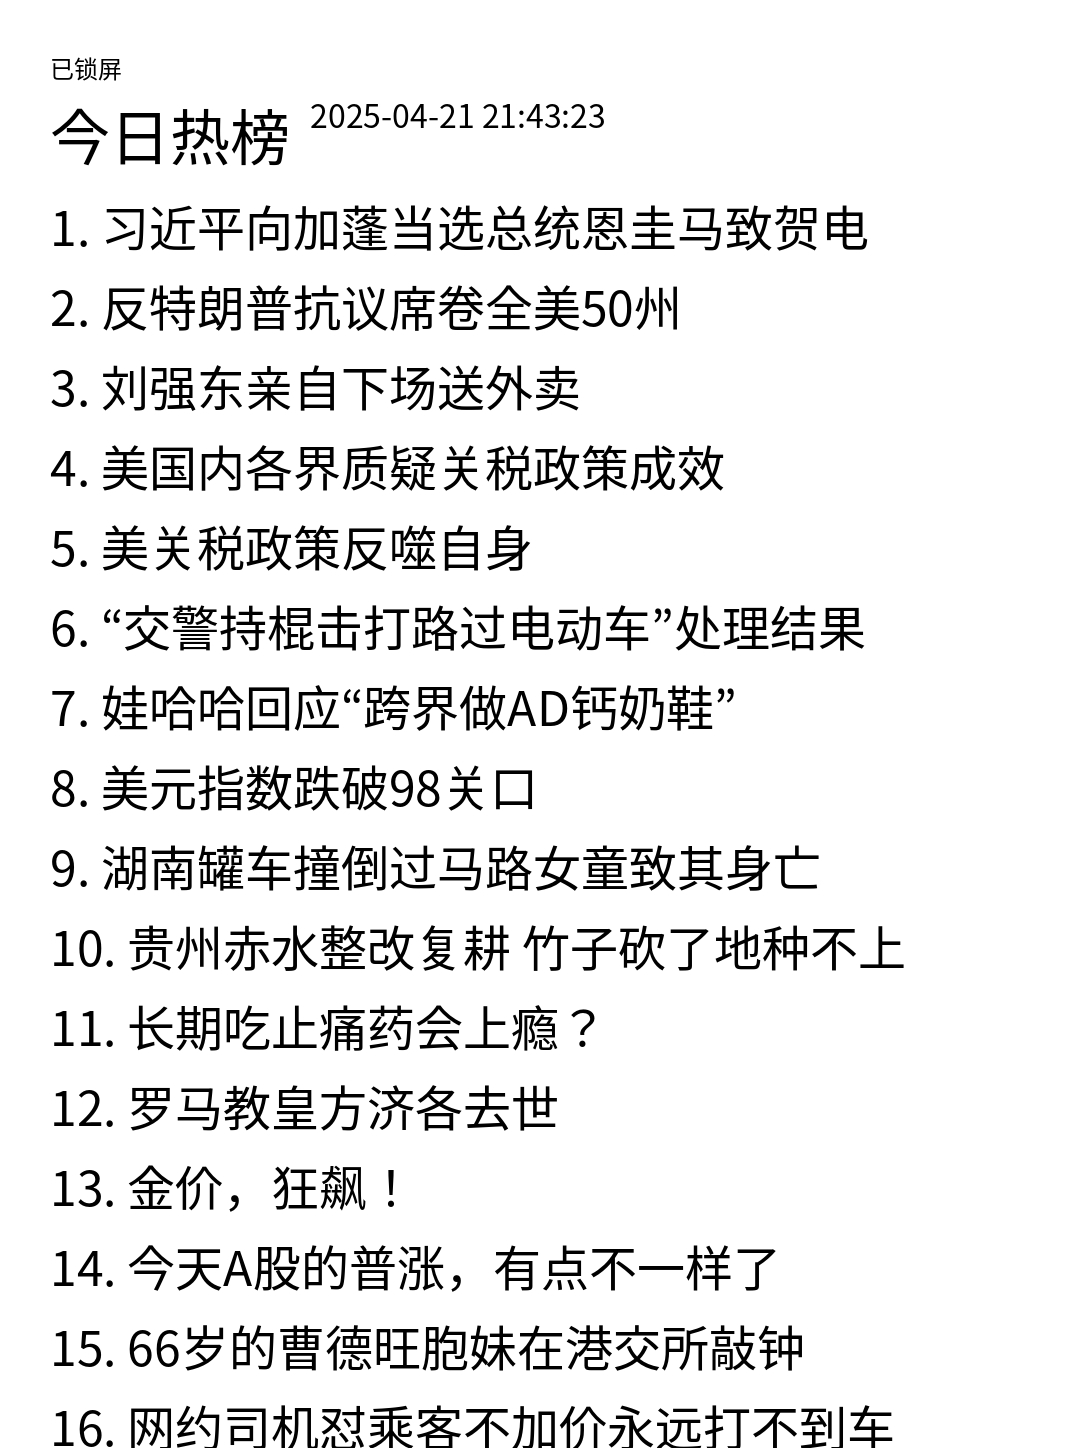 已锁屏
今日热榜 2025-04-21 21:43:23
1. 习近平向加蓬当选总统恩圭马致贺电
2. 反特朗普抗议席卷全美50州
3. 刘强东亲自下场送外卖
4. 美国内各界质疑关税政策成效
5. 美关税政策反噬自身
6. “交警持棍击打路过电动车”处理结果
7. 娃哈哈回应“跨界做AD钙奶鞋”
8. 美元指数跌破98关口
9. 湖南罐车撞倒过马路女童致其身亡
10. 贵州赤水整改复耕 竹子砍了地种不上
11. 长期吃止痛药会上瘾？
12. 罗马教皇方济各去世
13. 金价，狂飙！
14. 今天A股的普涨，有点不一样了
15. 66岁的曹德旺胞妹在港交所敲钟
16. 网约司机怼乘客不加价永远打不到车